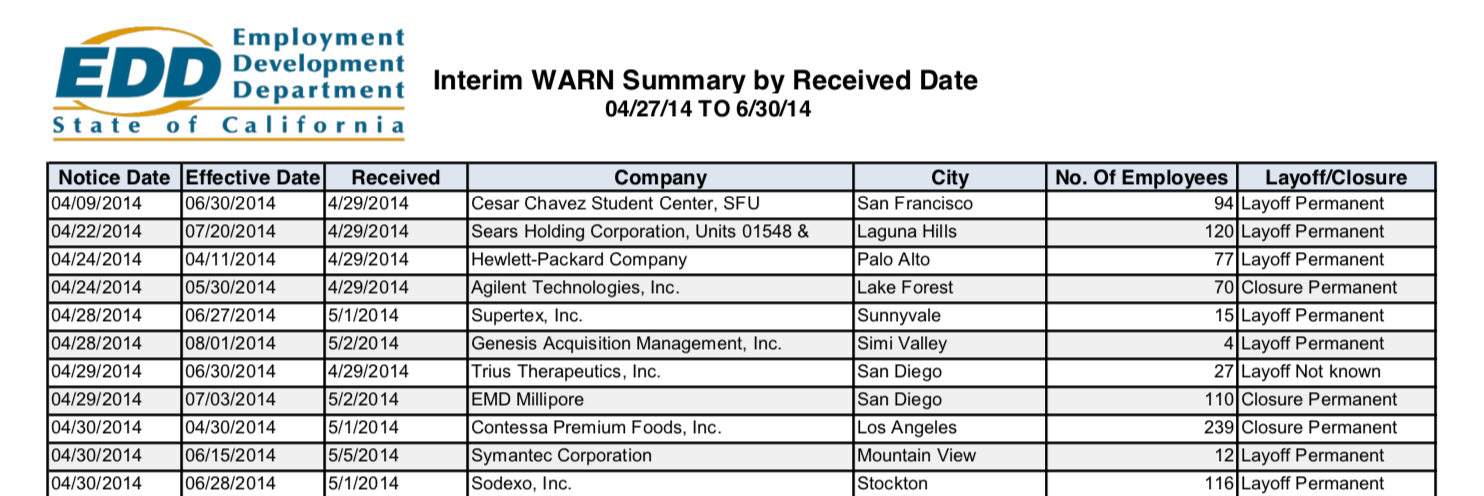 EDD
Employment
Development
Department
State of California
Interim WARN Summary by Received Date
04/27/14 TO 6/30/14
Notice Date Effective Date Received Company City No. Of Employees Layoff/Closure
04/09/2014 06/30/2014 4/29/2014 Cesar Chavez Student Center, SFU San Francisco 94 Layoff Permanent
04/22/2014 07/20/2014 4/29/2014 Sears Holding Corporation, Units 01548 & Laguna Hills 120 Layoff Permanent
04/24/2014 04/11/2014 4/29/2014 Hewlett-Packard Company Palo Alto 77 Layoff Permanent
04/24/2014 05/30/2014 4/29/2014 Agilent Technologies, Inc. Lake Forest 70 Closure Permanent
04/28/2014 06/27/2014 5/1/2014 Supertex, Inc. Sunnyvale 15 Layoff Permanent
04/28/2014 08/01/2014 5/2/2014 Genesis Acquisition Management, Inc. Simi Valley 4 Layoff Permanent
04/29/2014 06/30/2014 4/29/2014 Trius Therapeutics, Inc. San Diego 27 Layoff Not known
04/29/2014 07/03/2014 5/2/2014 EMD Millipore San Diego 110 Closure Permanent
04/30/2014 04/30/2014 5/1/2014 Contessa Premium Foods, Inc. Los Angeles 239 Closure Permanent
04/30/2014 06/15/2014 5/5/2014 Symantec Corporation Mountain View 12 Layoff Permanent
04/30/2014 06/28/2014 5/1/2014 Sodexo, Inc. Stockton 116 Layoff Permanent